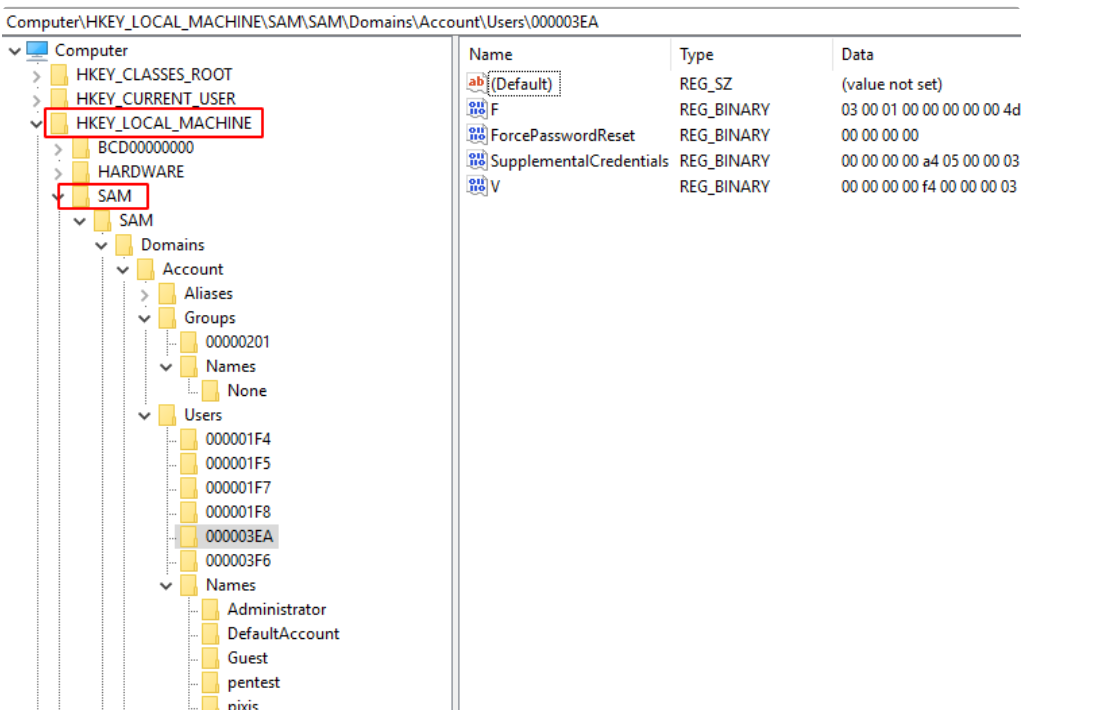 Computer\HKEY_LOCAL_MACHINE\SAM\SAM\Domains\Account\Users\000003EA
Computer
HKEY_CLASSES_ROOT
HKEY_CURRENT_USER
HKEY_LOCAL_MACHINE
BCD00000000
HARDWARE
SAM
SAM
Domains
Account
Aliases
Groups
00000201
Names
None
Users
000001F4
000001F5
000001F7
000001F8
000003EA
000003F6
Names
Administrator
DefaultAccount
Guest
pentest
pixis
Name Type Data
(Default) REG_SZ (value not set)
F REG_BINARY 03 00 01 00 00 00 00 00 4d
ForcePasswordReset REG_BINARY 00 00 00 00
SupplementalCredentials REG_BINARY 00 00 00 00 a4 05 00 00 03
V REG_BINARY 00 00 00 00 f4 00 00 00 03